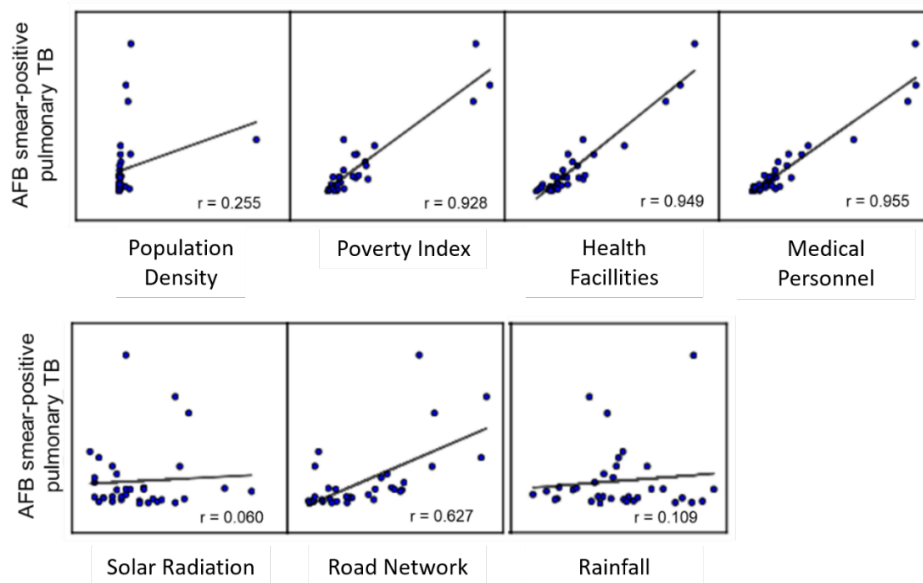 AFB smear-positive
pulmonary TB
r = 0.255
r = 0.928
r = 0.949
r = 0.955
Population
Density
Poverty Index
Health
Facillities
Medical
Personnel
AFB smear-positive
pulmonary TB
r = 0.060
r = 0.627
r = 0.109
Solar Radiation
Road Network
Rainfall